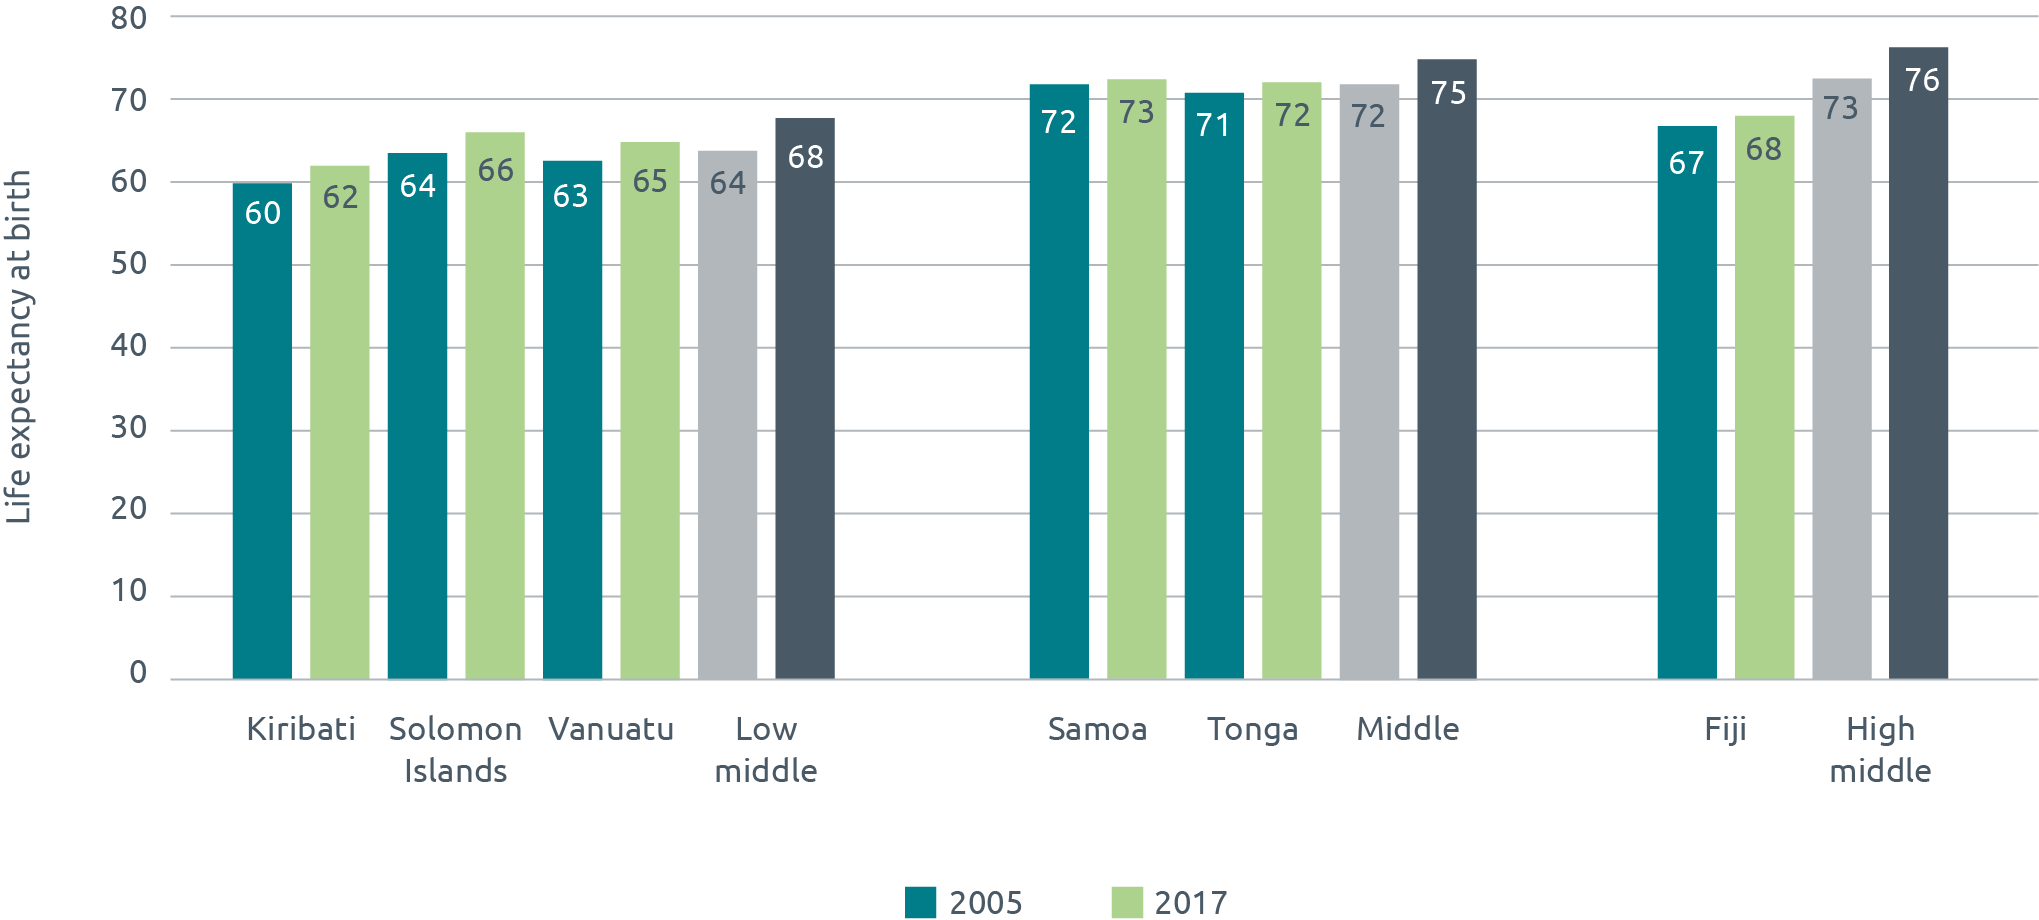 80
70
60
50
40
30
20
10
0
Life expectancy at birth
60
62
64
66
63
65
64
68
72
73
71
72
72
75
67
68
73
76
Kiribati
Solomon
Islands
Vanuatu
Low
middle
Samoa
Tonga
Middle
Fiji
High
middle
2005
2017